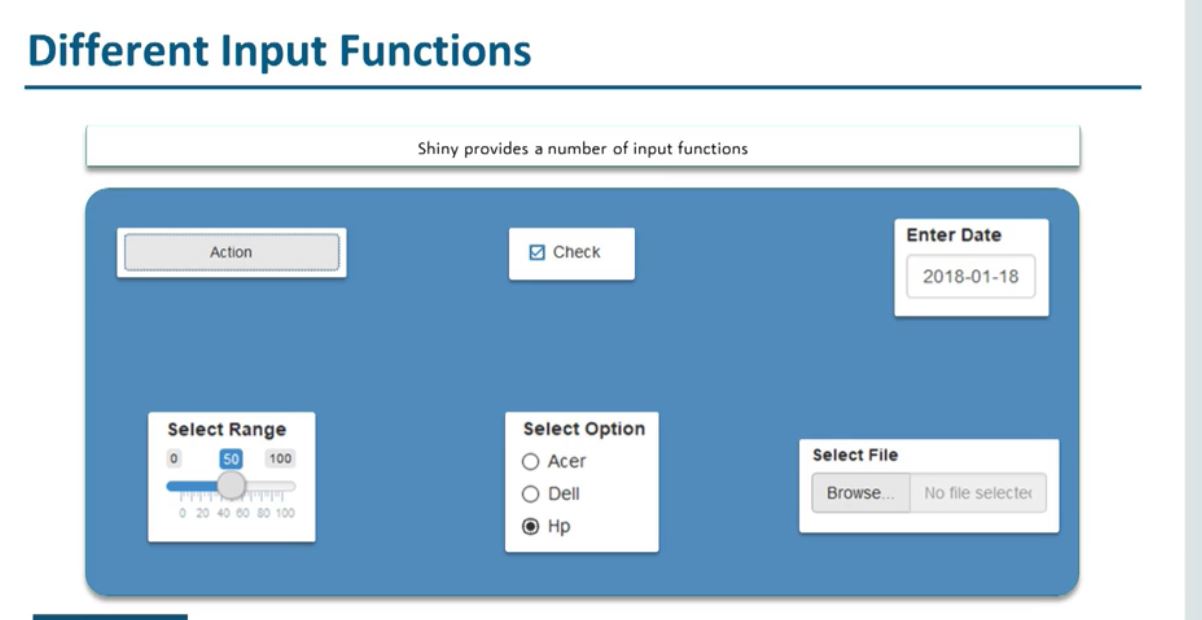 Different Input Functions
Shiny provides a number of input functions
Action
Check
Enter Date
2018-01-18
Select Range
0 50 100
0 20 40 60 80 100
Select Option
Acer
Dell
Hp
Select File
Browse... No file selected